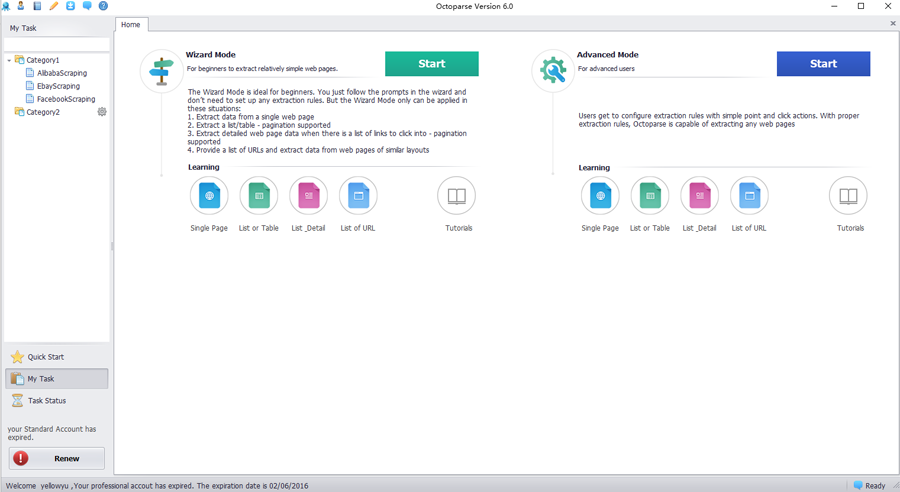 Octoparse Version 6.0
My Task
Home
Category1
AlibabaScraping
EbayScraping
FacebookScraping
Category2
Quick Start
My Task
Task Status
your Standard Account has
expired.
Renew
Wizard Mode
For beginners to extract relatively simple web pages.
Start
The Wizard Mode is ideal for beginners. You just follow the prompts in the wizard and
don't need to set up any extraction rules. But the Wizard Mode only can be applied in
these situations:
1. Extract data from a single web page
2. Extract a list/table - pagination supported
3. Extract detailed web page data when there is a list of links to click into - pagination
supported
4. Provide a list of URLs and extract data from web pages of similar layouts
Learning
Single Page
List or Table
List _Detail
List of URL
Tutorials
Advanced Mode
For advanced users
Start
Users get to configure extraction rules with simple point and click actions. With proper
extraction rules, Octoparse is capable of extracting any web pages
Learning
Single Page
List or Table
List _Detail
List of URL
Tutorials
Welcome yellowyu ,Your professional accout has expired. The expiration date is 02/06/2016
Ready